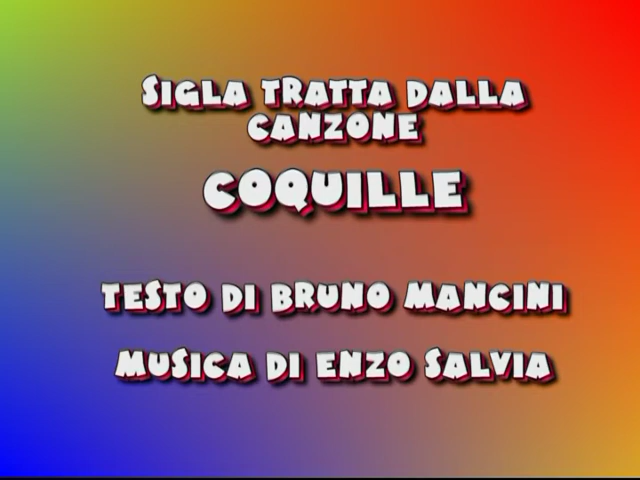 SIGLA TRATTA DALLA
CANZONE
COQUILLE
TESTO DI BRUNO MANCINI
MUSICA DI ENZO SALVIA